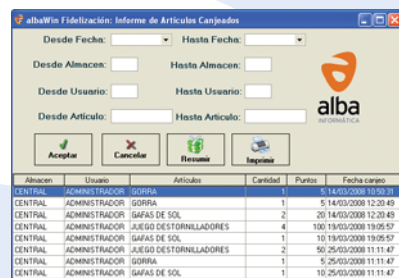 albaWin Fidelización: Informe de Artículos Canjeados
Desde Fecha: Hasta Fecha:
Desde Almacen: Hasta Almacen:
Desde Usuario: Hasta Usuario:
Desde Artículo: Hasta Artículo:
alba
INFORMÁTICA
Aceptar Cancelar Resumir Imprimir
Almacen Usuario Artículos Cantidad Puntos Fecha canjeo
CENTRAL ADMINISTRADOR GORRA 1 5 14/03/2008 10:50:31
CENTRAL ADMINISTRADOR GORRA 1 5 14/03/2008 12:20:49
CENTRAL ADMINISTRADOR GAFAS DE SOL 2 20 14/03/2008 12:20:49
CENTRAL ADMINISTRADOR JUEGO DESTORNILLADORES 4 100 19/03/2008 19:05:57
CENTRAL ADMINISTRADOR GAFAS DE SOL 1 10 19/03/2008 19:05:57
CENTRAL ADMINISTRADOR JUEGO DESTORNILLADORES 2 50 25/03/2008 11:11:47
CENTRAL ADMINISTRADOR GORRA 1 5 25/03/2008 11:11:47
CENTRAL ADMINISTRADOR GAFAS DE SOL 1 10 25/03/2008 11:11:47